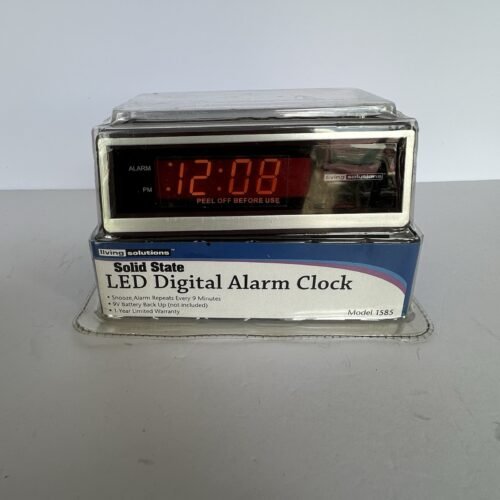 ALARM
12:08
PM
PEEL OFF BEFORE USE
living solutions
living solutions™
Solid State
LED Digital Alarm Clock
• Snooze Alarm Repeats Every 9 Minutes
• 9V Battery Back Up (not included)
• 1 Year Limited Warranty
Model 1585